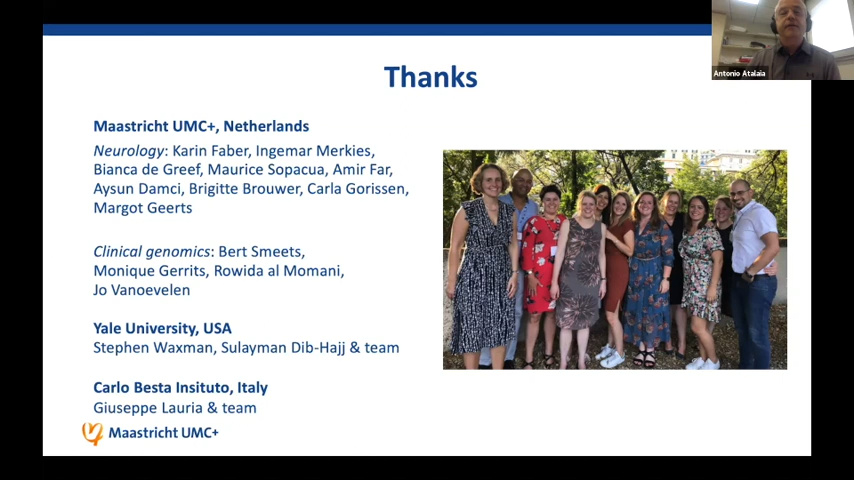 Antonio Atalaia
Thanks
Maastricht UMC+, Netherlands
Neurology: Karin Faber, Ingemar Merkies,
Bianca de Greef, Maurice Sopacua, Amir Far,
Aysun Damci, Brigitte Brouwer, Carla Gorissen,
Margot Geerts
Clinical genomics: Bert Smeets,
Monique Gerrits, Rowida al Momani,
Jo Vanoevelen
Yale University, USA
Stephen Waxman, Sulayman Dib-Hajj & team
Carlo Besta Insituto, Italy
Giuseppe Lauria & team
Maastricht UMC+